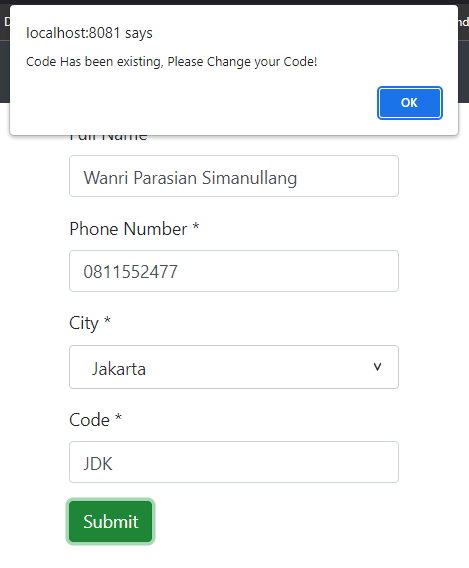 localhost:8081 says
Code Has been existing, Please Change your Code!
OK
Full Name
Wanri Parasian Simanullang
Phone Number *
0811552477
City *
Jakarta
Code *
JDK
Submit